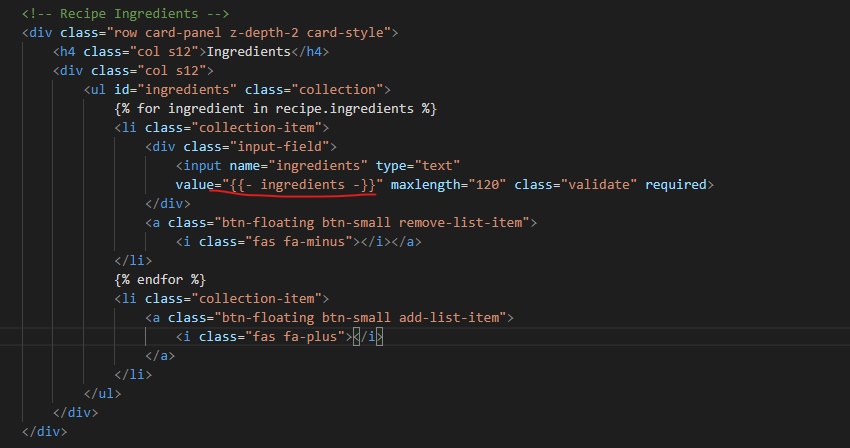 <!-- Recipe Ingredients -->
<div class="row card-panel z-depth-2 card-style">
<h4 class="col s12">Ingredients</h4>
<div class="col s12">
<ul id="ingredients" class="collection">
{% for ingredient in recipe.ingredients %}
<li class="collection-item">
<div class="input-field">
<input name="ingredients" type="text"
value="{{- ingredients -}}" maxlength="120" class="validate" required>
</div>
<a class="btn-floating btn-small remove-list-item">
<i class="fas fa-minus"></i></a>
</li>
{% endfor %}
<li class="collection-item">
<a class="btn-floating btn-small add-list-item">
<i class="fas fa-plus"></i>
</a>
</li>
</ul>
</div>
</div>